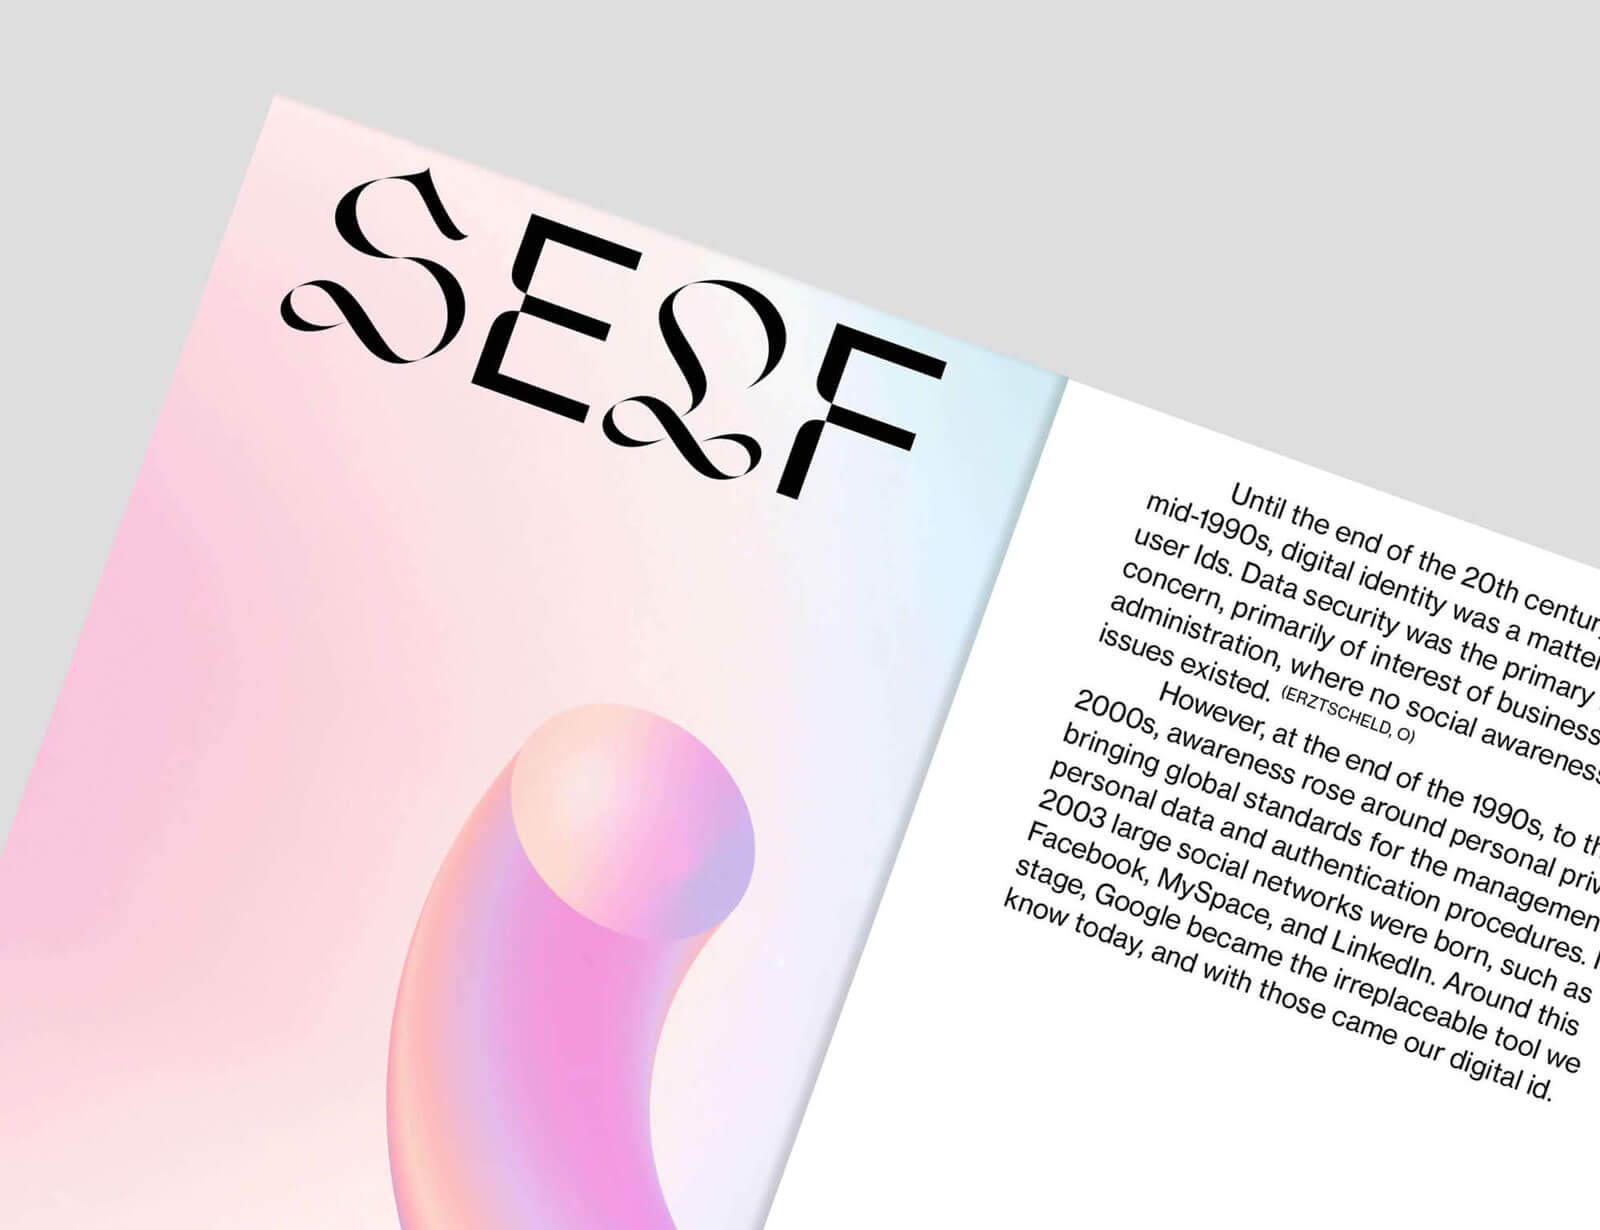 SELF
Until the end of the 20th century,
mid-1990s, digital identity was a matter
user Ids. Data security was the primary
concern, primarily of interest of business
administration, where no social awareness
issues existed. (ERZTSCHELD, O)
However, at the end of the 1990s, to
2000s, awareness rose around personal
bringing global standards for the
personal data and authentication procedures.
2003 large social networks were born, such as
Facebook, MySpace, and LinkedIn. Around this
stage, Google became the irreplaceable tool we
know today, and with those came our digital id.